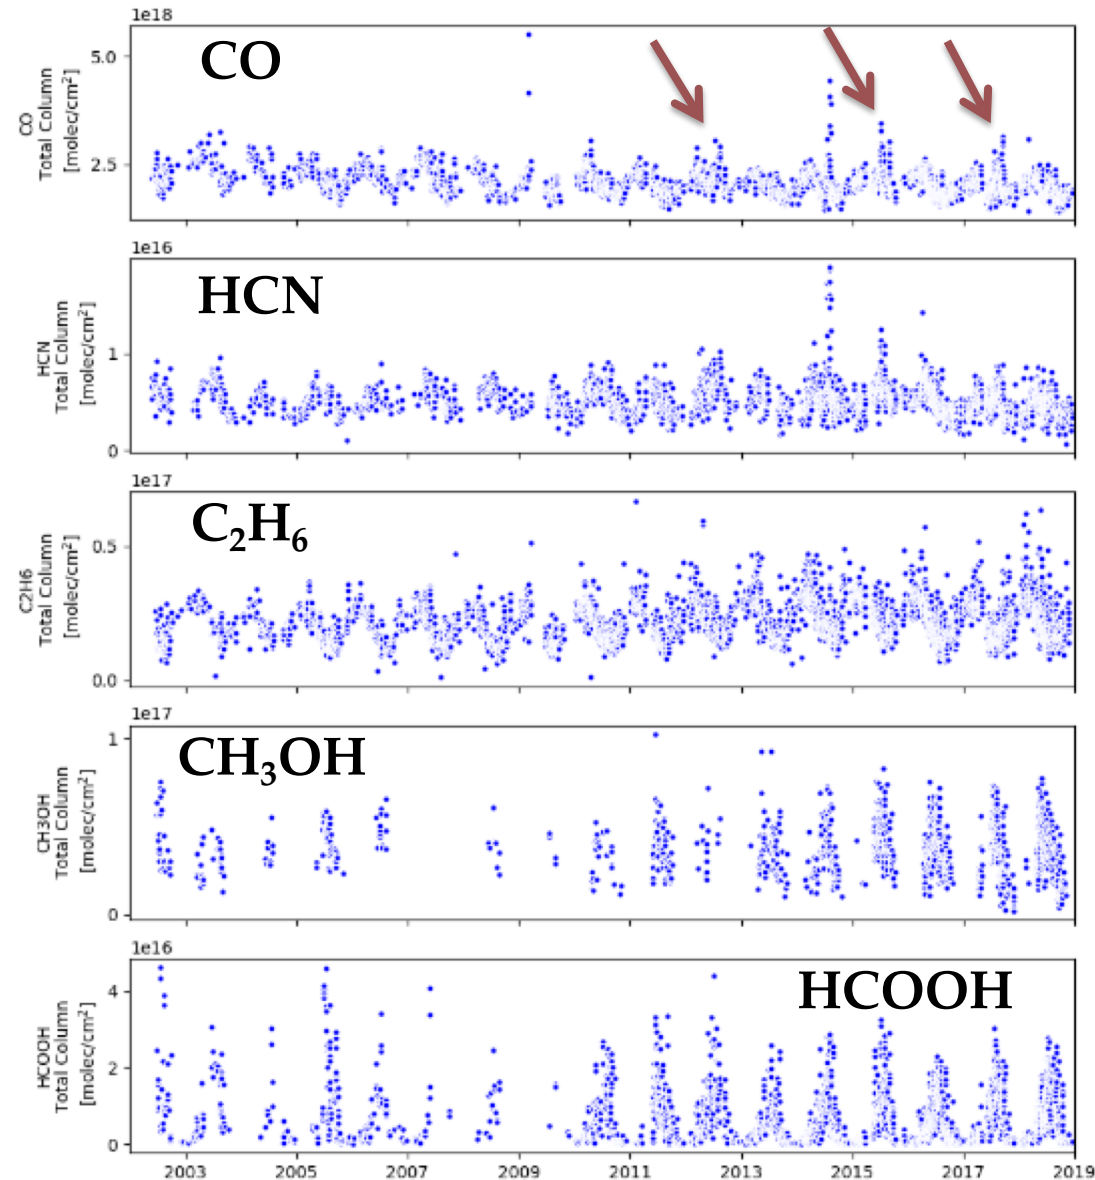 1e18
CO
5.0
2.5
CO
Total Column
[molec/cm²]
1e16
HCN
1
0
HCN
Total Column
[molec/cm²]
1e17
C₂H₆
0.5
0.0
C2H6
Total Column
[molec/cm²]
1e17
CH₃OH
1
0
CH3OH
Total Column
[molec/cm²]
1e16
HCOOH
4
2
0
HCOOH
Total Column
[molec/cm²]
2003 2005 2007 2009 2011 2013 2015 2017 2019